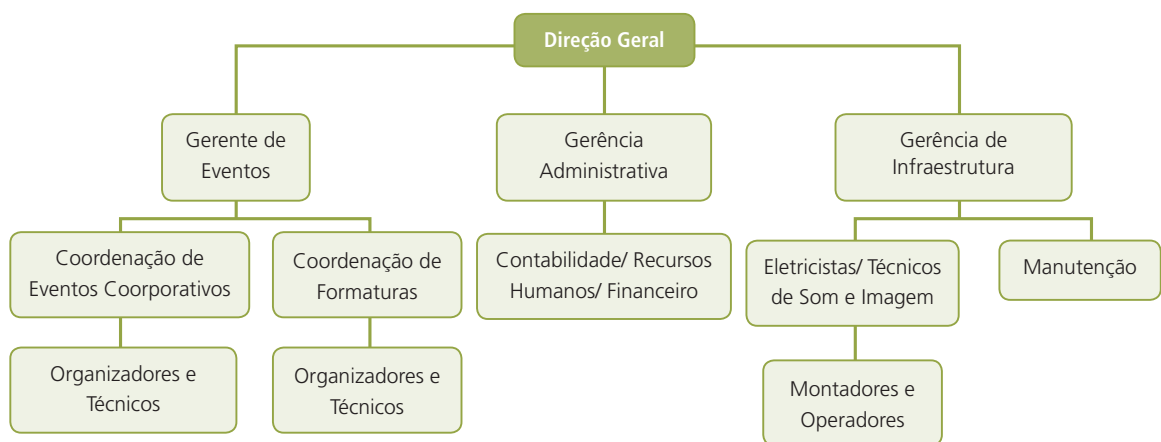 Direção Geral
Gerente de
Eventos
Gerência
Administrativa
Gerência de
Infraestrutura
Coordenação de
Eventos Coorporativos
Coordenação de
Formaturas
Contabilidade/ Recursos
Humanos/ Financeiro
Eletricistas/ Técnicos
de Som e Imagem
Manutenção
Organizadores e
Técnicos
Organizadores e
Técnicos
Montadores e
Operadores